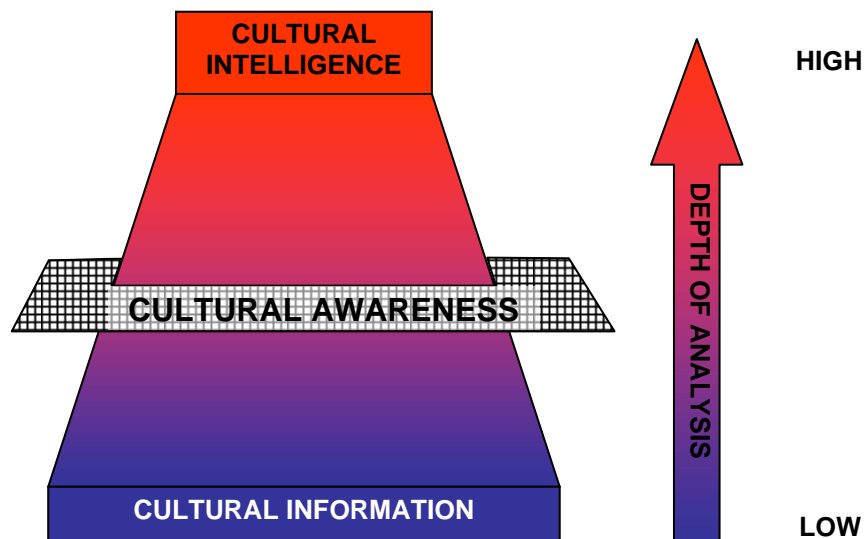 CULTURAL
INTELLIGENCE
HIGH
DEPTH OF ANALYSIS
CULTURAL AWARENESS
CULTURAL INFORMATION
LOW